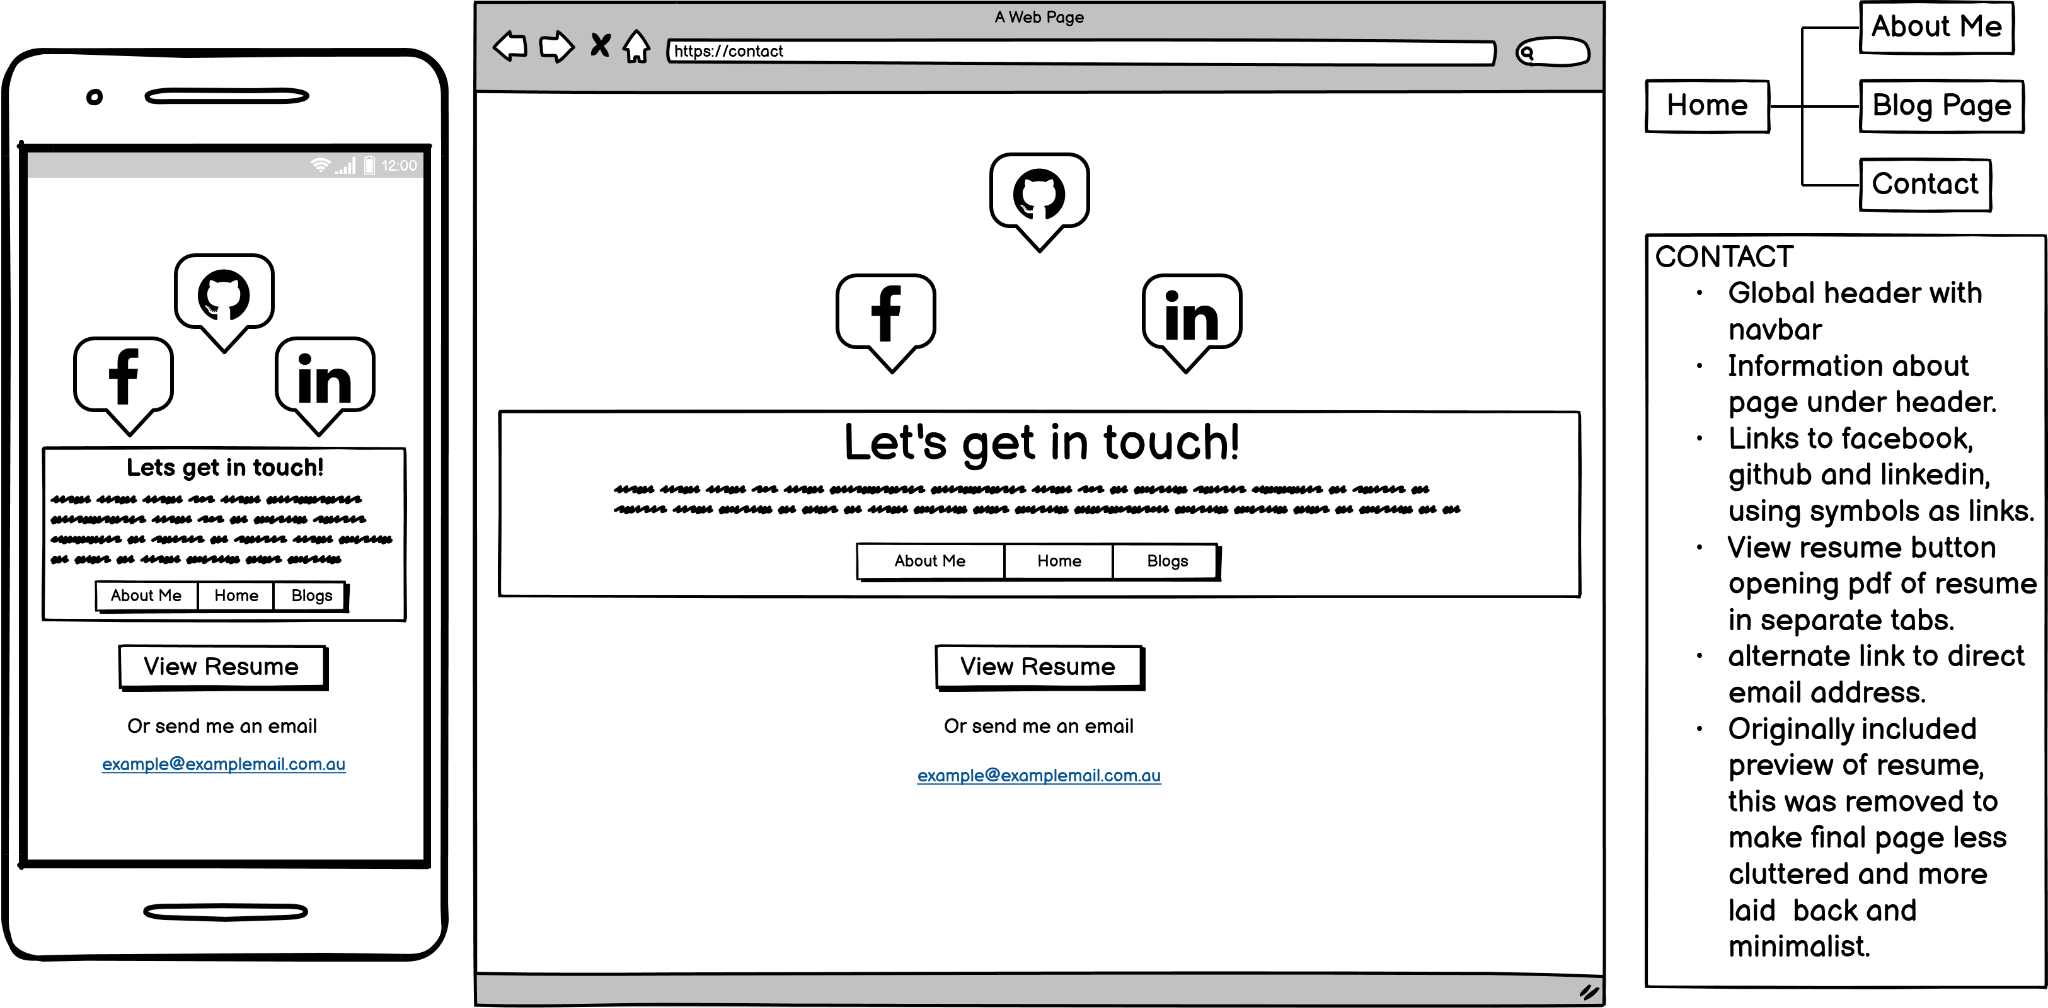 12:00
Lets get in touch!
About Me Home Blogs
View Resume
Or send me an email
example@examplemail.com.au
A Web Page
https://contact
Let's get in touch!
About Me Home Blogs
View Resume
Or send me an email
example@examplemail.com.au
About Me
Home
Blog Page
Contact
CONTACT
• Global header with
navbar
• Information about
page under header.
• Links to facebook,
github and linkedin,
using symbols as links.
• View resume button
opening pdf of resume
in separate tabs.
• alternate link to direct
email address.
• Originally included
preview of resume,
this was removed to
make final page less
cluttered and more
laid  back and
minimalist.